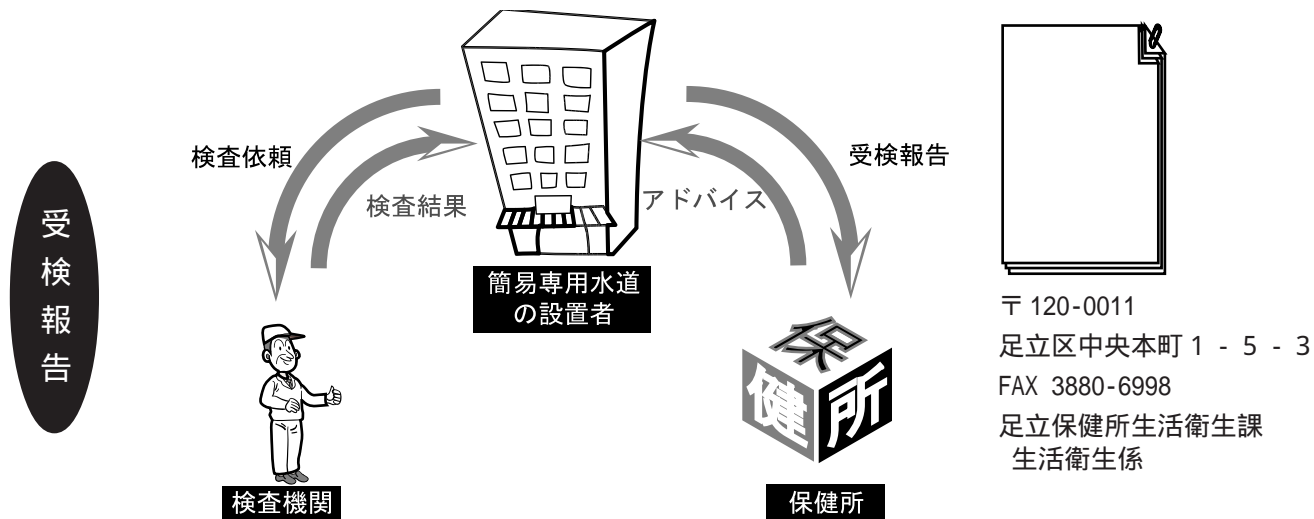 受検報告
検査依頼
検査結果
アドバイス
受検報告
簡易専用水道
の設置者
検査機関
保健所
保健所
〒120-0011
足立区中央本町1-5-3
FAX 3880-6998
足立保健所生活衛生課
生活衛生係